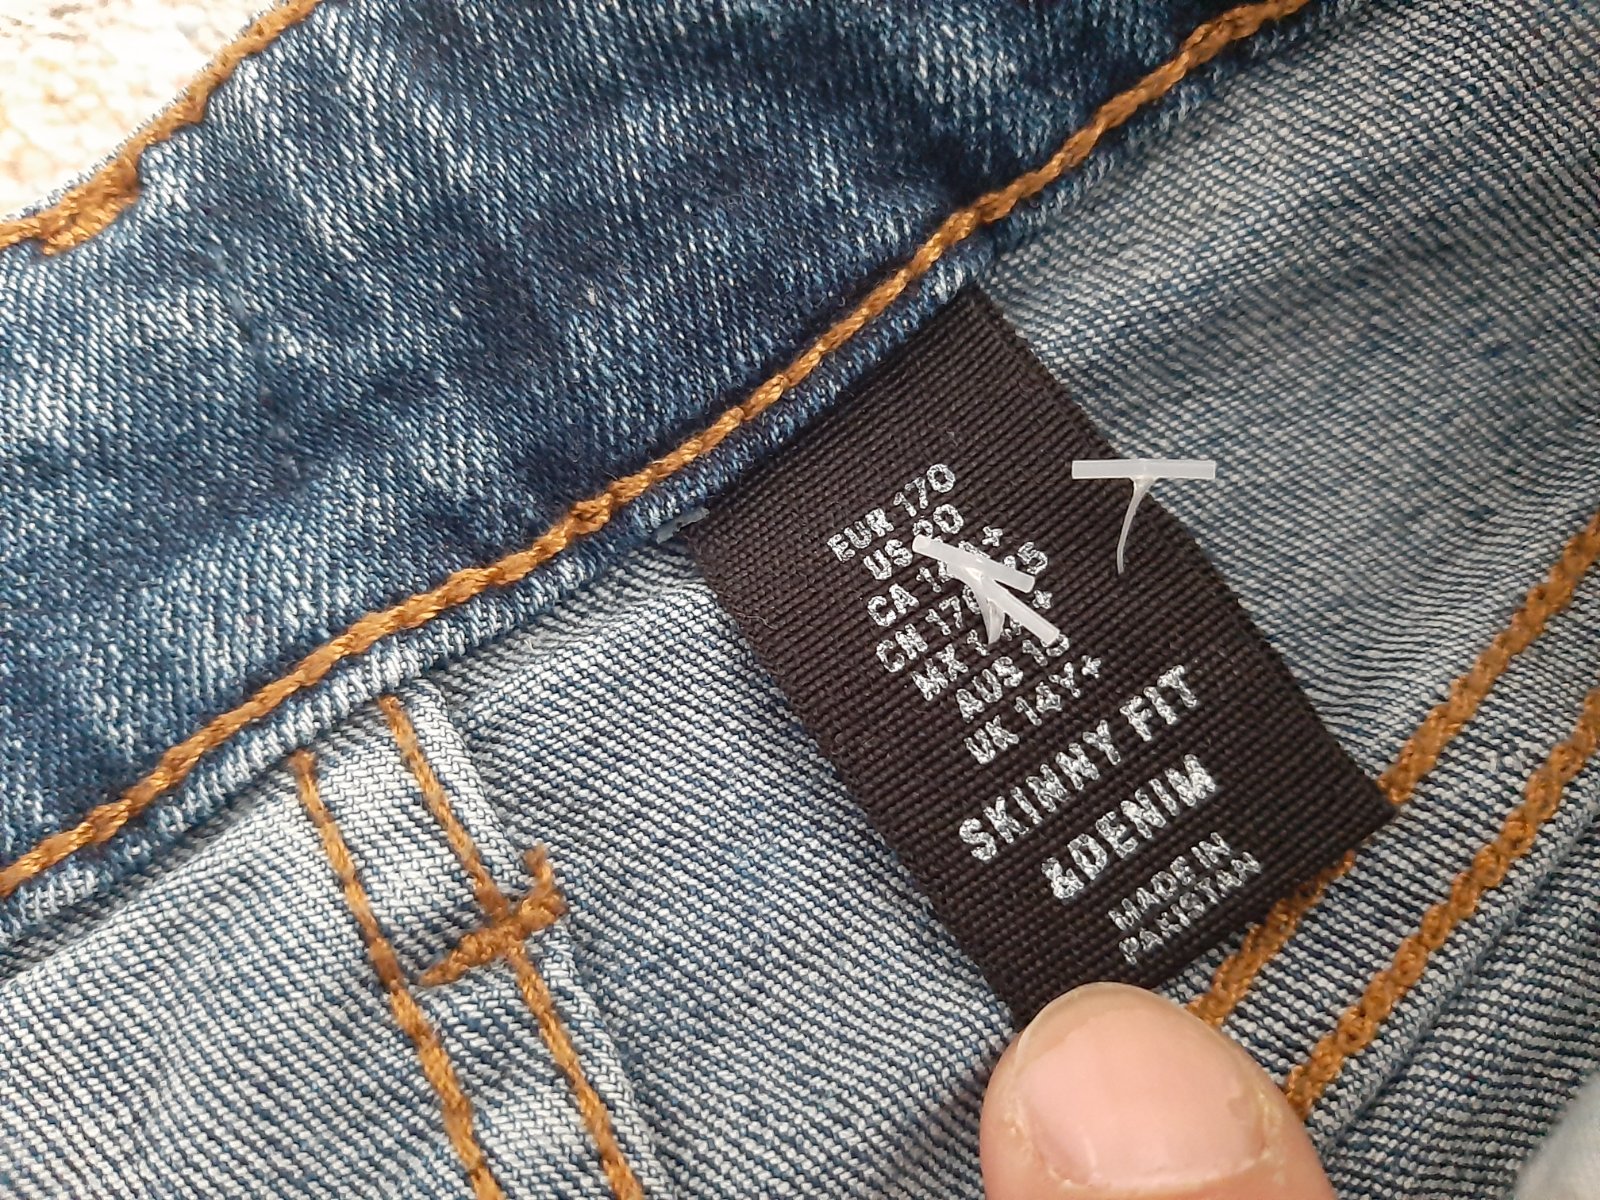 EUR 170
US
CA
CN
MX
AUS
UK 14Y+
SKINNY FIT
&DENIM
MADE IN
PAKISTAN